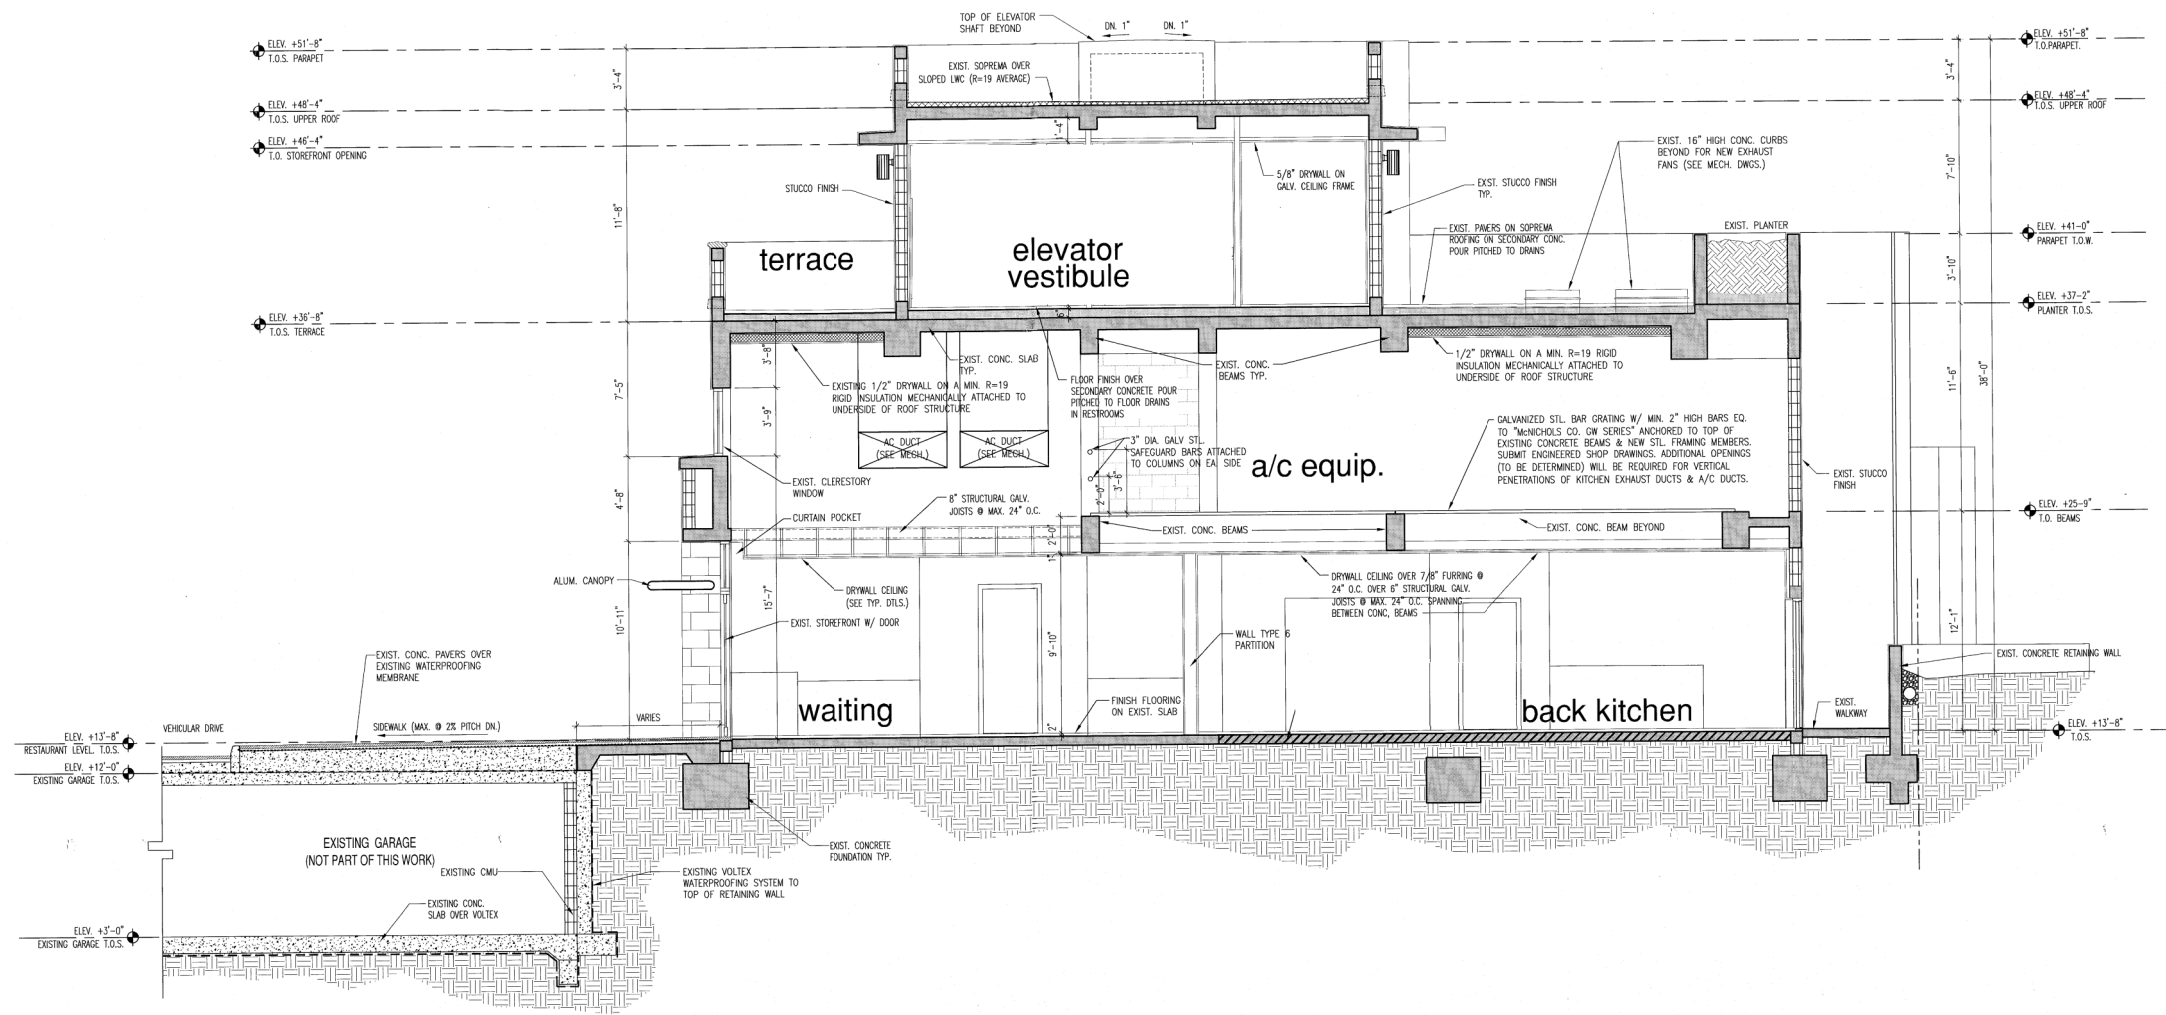 TOP OF ELEVATOR
SHAFT BEYOND
DN. 1"
DN. 1"
ELEV. +51'-8"
T.O.S. PARAPET
ELEV. +51'-8"
T.O.PARAPET.
EXIST. SOPREMA OVER
SLOPED LWC (R=19 AVERAGE)
3'-4"
3'-4"
ELEV. +48'-4"
T.O.S. UPPER ROOF
ELEV. +48'-4"
T.O.S. UPPER ROOF
ELEV. +46'-4"
T.O. STOREFRONT OPENING
1'-4"
EXIST. 16" HIGH CONC. CURBS
BEYOND FOR NEW EXHAUST
FANS (SEE MECH. DWGS.)
STUCCO FINISH
5/8" DRYWALL ON
GALV. CEILING FRAME
EXIST. STUCCO FINISH
TYP.
7'-10"
11'-8"
EXIST. PAVERS ON SOPREMA
ROOFING ON SECONDARY CONC.
POUR PITCHED TO DRAINS
EXIST. PLANTER
ELEV. +41-0"
PARAPET T.O.W.
terrace
elevator
vestibule
3'-10"
ELEV. +37-2"
PLANTER T.O.S.
ELEV. +36'-8"
T.O.S. TERRACE
6"
3'-8"
EXIST. CONC. SLAB
TYP.
EXIST. CONC.
BEAMS TYP.
1/2" DRYWALL ON A MIN. R=19 RIGID
INSULATION MECHANICALLY ATTACHED TO
UNDERSIDE OF ROOF STRUCTURE
EXISTING 1/2" DRYWALL ON A MIN. R=19
RIGID INSULATION MECHANICALLY ATTACHED TO
UNDERSIDE OF ROOF STRUCTURE
FLOOR FINISH OVER
SECONDARY CONCRETE POUR
PITCHED TO FLOOR DRAINS
IN RESTROOMS
7'-5"
3'-9"
11'-6"
38'-0"
AC DUCT
(SEE MECH.)
AC DUCT
(SEE MECH.)
3" DIA. GALV STL.
SAFEGUARD BARS ATTACHED
TO COLUMNS ON EA. SIDE
a/c equip.
GALVANIZED STL. BAR GRATING W/ MIN. 2" HIGH BARS EQ.
TO "McNICHOLS CO. GW SERIES" ANCHORED TO TOP OF
EXISTING CONCRETE BEAMS & NEW STL. FRAMING MEMBERS.
SUBMIT ENGINEERED SHOP DRAWINGS. ADDITIONAL OPENINGS
(TO BE DETERMINED) WILL BE REQUIRED FOR VERTICAL
PENETRATIONS OF KITCHEN EXHAUST DUCTS & A/C DUCTS.
EXIST. STUCCO
FINISH
EXIST. CLERESTORY
WINDOW
2'-0"
3'-6"
4'-8"
8" STRUCTURAL GALV.
JOISTS @ MAX. 24" O.C.
CURTAIN POCKET
ELEV. +25-9"
T.O. BEAMS
EXIST. CONC. BEAMS
EXIST. CONC. BEAM BEYOND
2'-0"
ALUM. CANOPY
DRYWALL CEILING
(SEE TYP. DTLS.)
DRYWALL CEILING OVER 7/8" FURRING @
24" O.C. OVER 6" STRUCTURAL GALV.
JOISTS @ MAX. 24" O.C. SPANNING
BETWEEN CONC, BEAMS
15'-7"
10'-11"
12'-1"
EXIST. STOREFRONT W/ DOOR
WALL TYPE 6
PARTITION
9'-10"
EXIST. CONC. PAVERS OVER
EXISTING WATERPROOFING
MEMBRANE
EXIST. CONCRETE RETAINING WALL
FINISH FLOORING
ON EXIST. SLAB
waiting
back kitchen
EXIST.
WALKWAY
2"
VEHICULAR DRIVE
SIDEWALK (MAX. @ 2% PITCH DN.)
VARIES
ELEV. +13'-8"
RESTAURANT LEVEL. T.O.S.
ELEV. +13'-8"
T.O.S.
ELEV. +12'-0"
EXISTING GARAGE T.O.S.
EXISTING GARAGE
(NOT PART OF THIS WORK)
EXISTING CMU
EXIST. CONCRETE
FOUNDATION TYP.
EXISTING VOLTEX
WATERPROOFING SYSTEM TO
TOP OF RETAINING WALL
EXISTING CONC.
SLAB OVER VOLTEX
ELEV. +3'-0"
EXISTING GARAGE T.O.S.